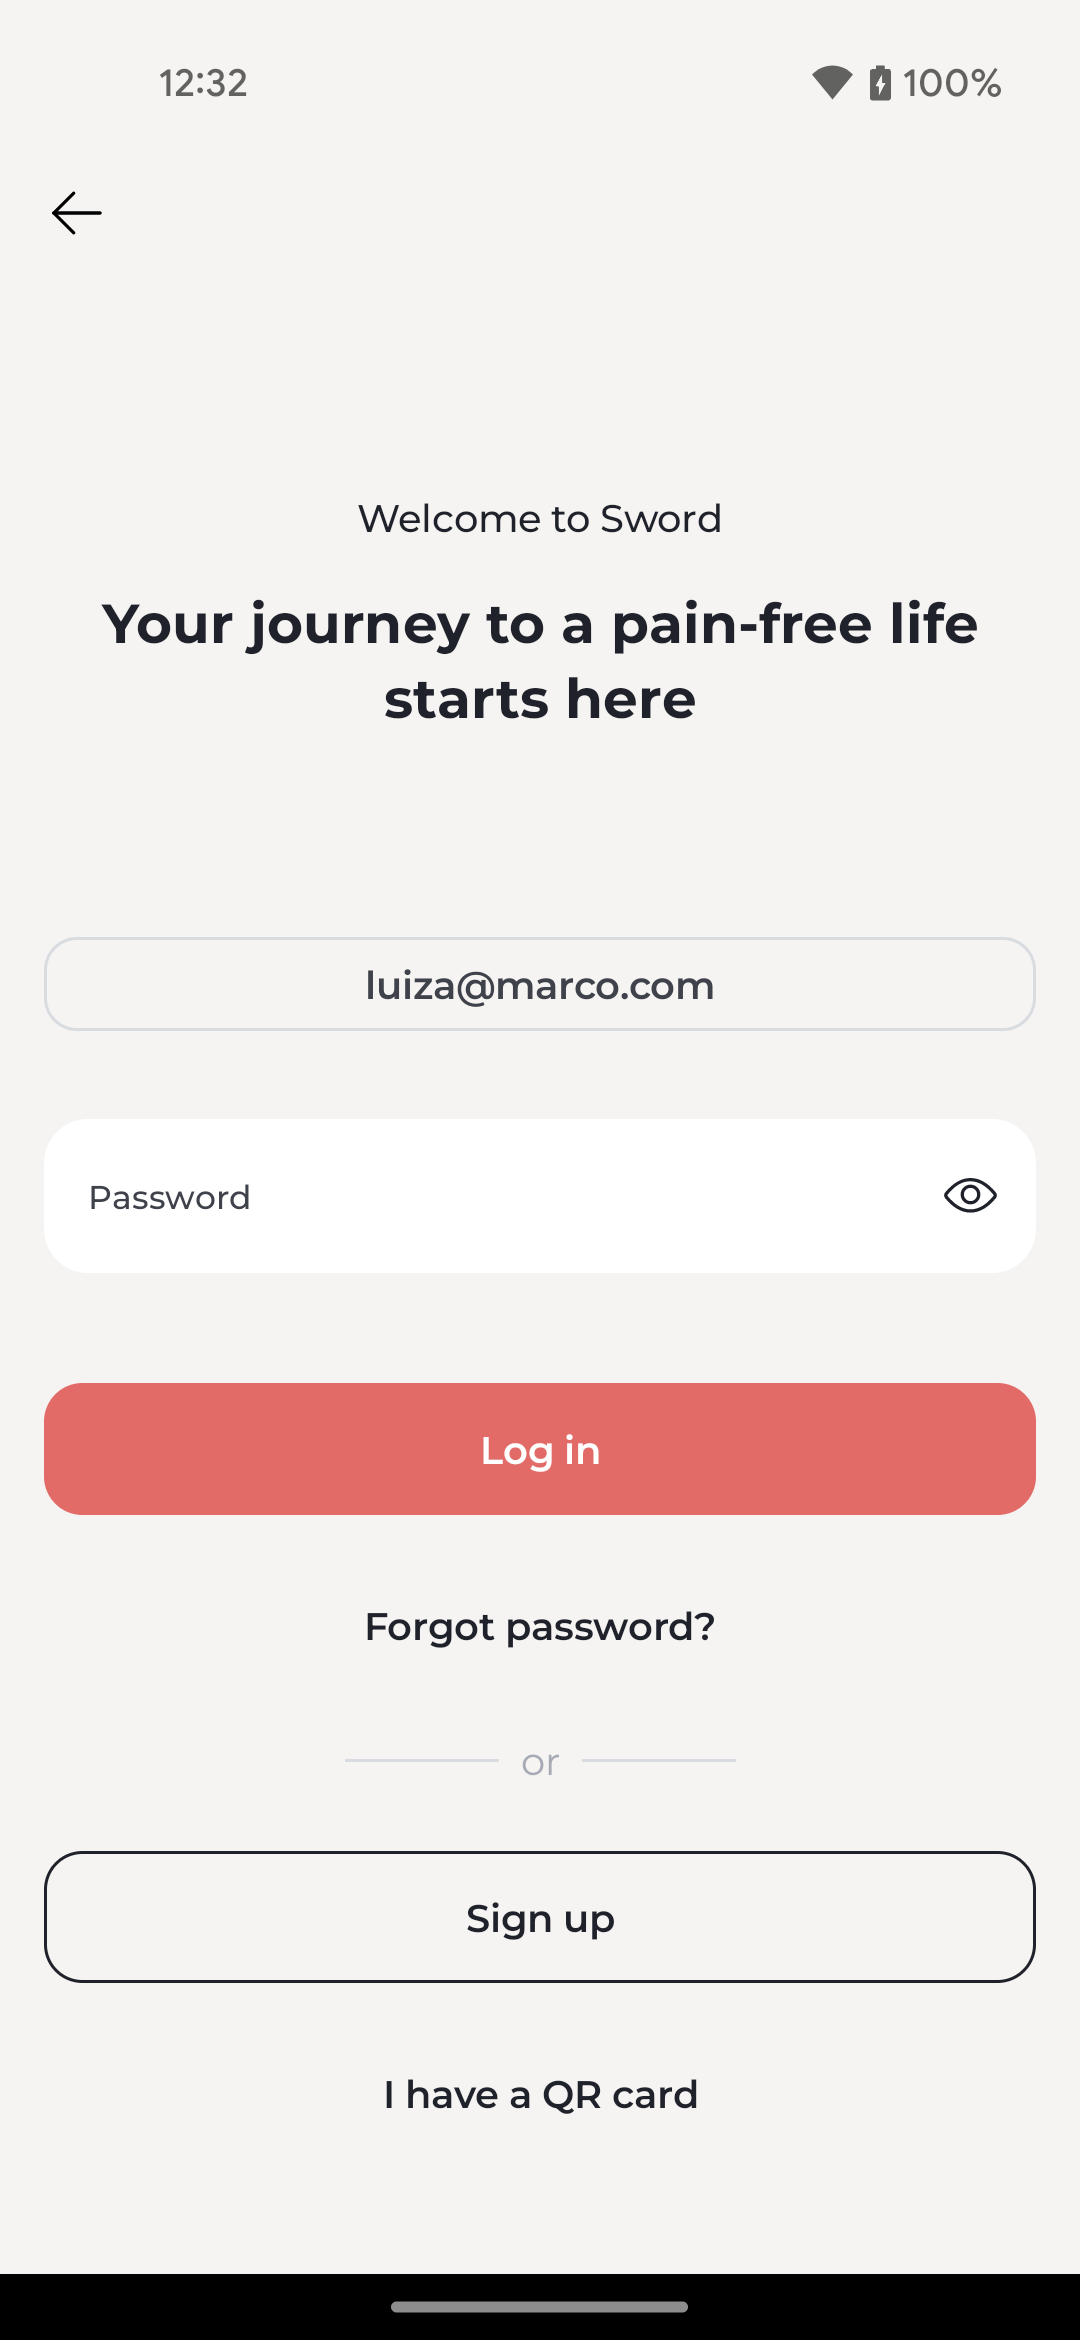 12:32
100%
Welcome to Sword
Your journey to a pain-free life
starts here
luiza@marco.com
Password
Log in
Forgot password?
or
Sign up
I have a QR card